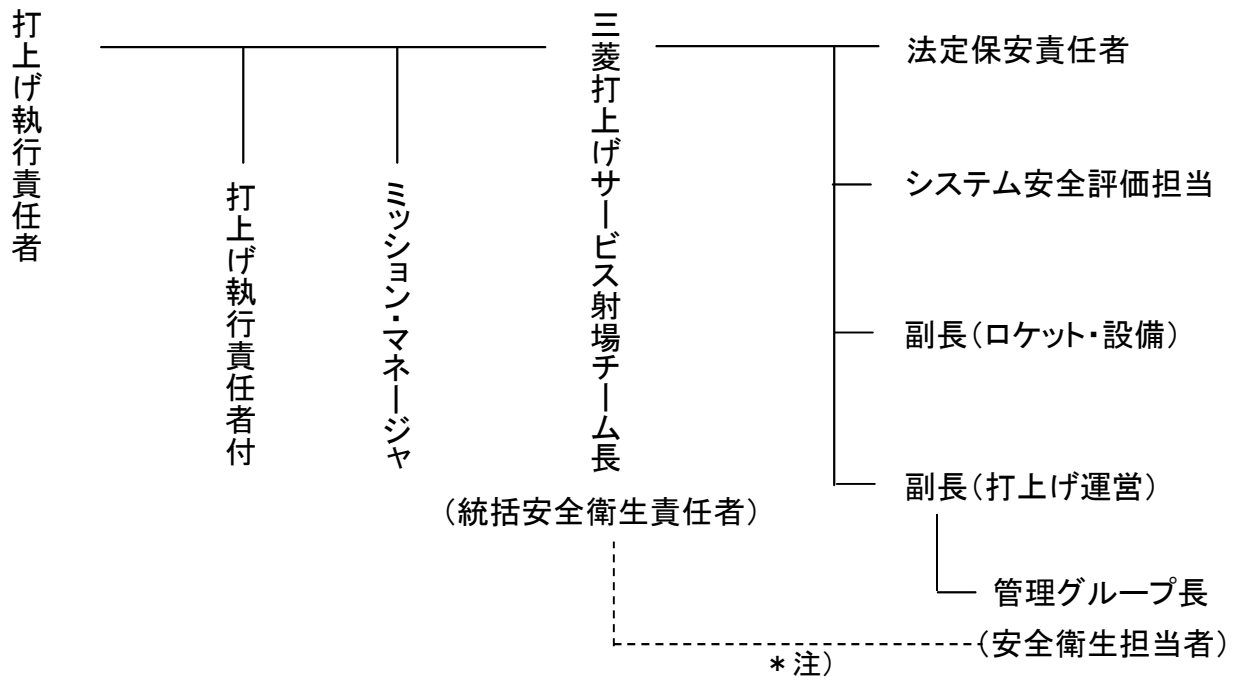 打上げ執行責任者
打上げ執行責任者付
ミッション・マネージャ
三菱打上げサービス射場チーム長
(統括安全衛生責任者)
法定保安責任者
システム安全評価担当
副長(ロケット・設備)
副長(打上げ運営)
管理グループ長
(安全衛生担当者)
*注)